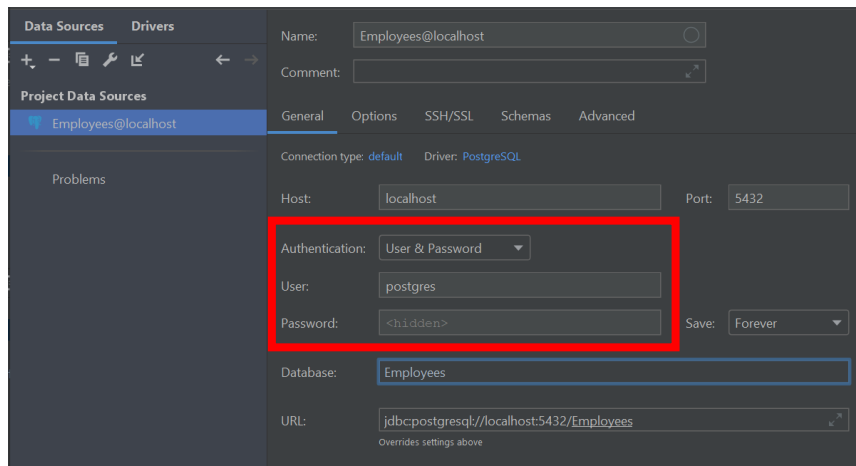 Data Sources Drivers
Project Data Sources
Employees@localhost
Problems
Name: Employees@localhost
Comment:
General Options SSH/SSL Schemas Advanced
Connection type: default Driver: PostgreSQL
Host: localhost Port: 5432
Authentication: User & Password
User: postgres
Password: <hidden> Save: Forever
Database: Employees
URL: jdbc:postgresql://localhost:5432/Employees
Overrides settings above